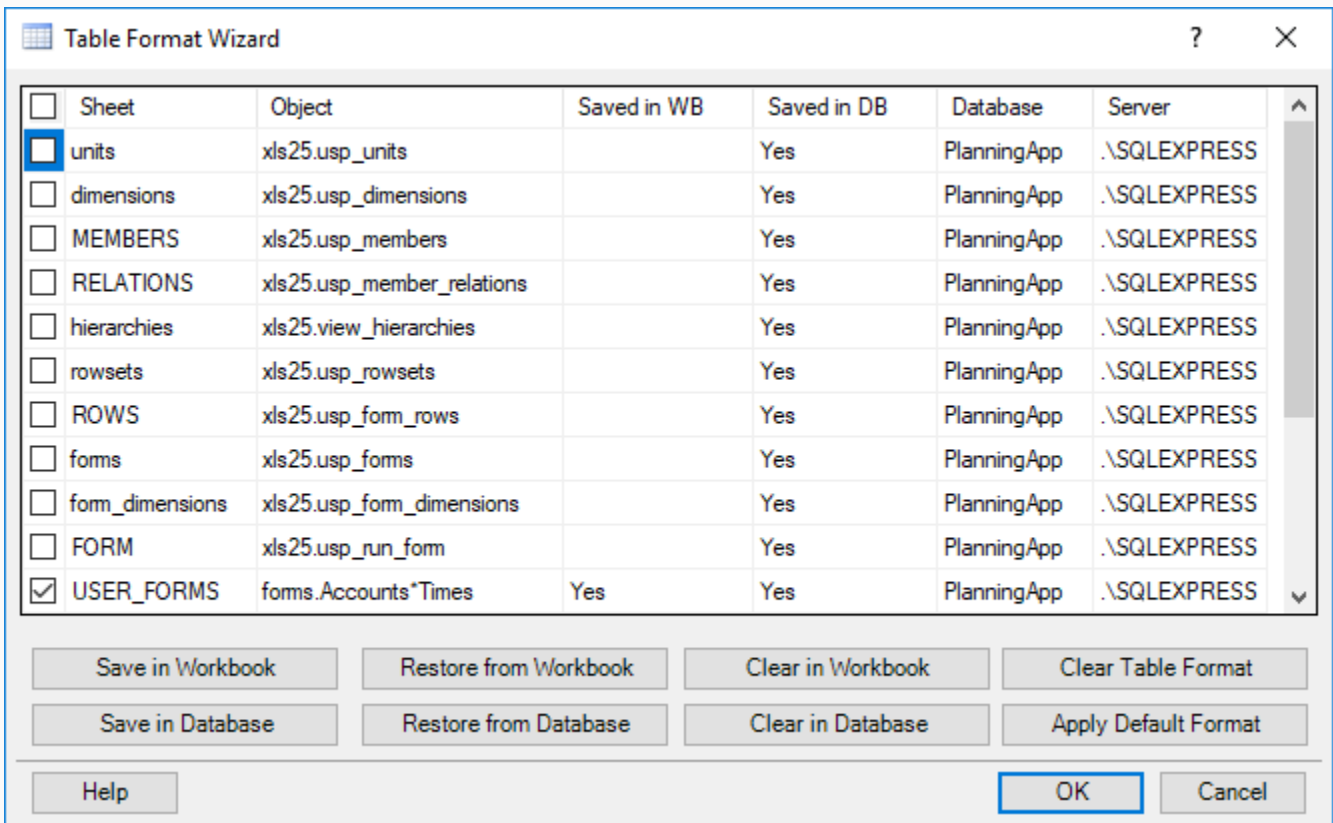 Table Format Wizard ? ×
Sheet Object Saved in WB Saved in DB Database Server
units xls25.usp_units Yes PlanningApp .\SQLEXPRESS
dimensions xls25.usp_dimensions Yes PlanningApp .\SQLEXPRESS
MEMBERS xls25.usp_members Yes PlanningApp .\SQLEXPRESS
RELATIONS xls25.usp_member_relations Yes PlanningApp .\SQLEXPRESS
hierarchies xls25.view_hierarchies Yes PlanningApp .\SQLEXPRESS
rowsets xls25.usp_rowsets Yes PlanningApp .\SQLEXPRESS
ROWS xls25.usp_form_rows Yes PlanningApp .\SQLEXPRESS
forms xls25.usp_forms Yes PlanningApp .\SQLEXPRESS
form_dimensions xls25.usp_form_dimensions Yes PlanningApp .\SQLEXPRESS
FORM xls25.usp_run_form Yes PlanningApp .\SQLEXPRESS
USER_FORMS forms.Accounts*Times Yes Yes PlanningApp .\SQLEXPRESS
Save in Workbook Restore from Workbook Clear in Workbook Clear Table Format
Save in Database Restore from Database Clear in Database Apply Default Format
Help OK Cancel